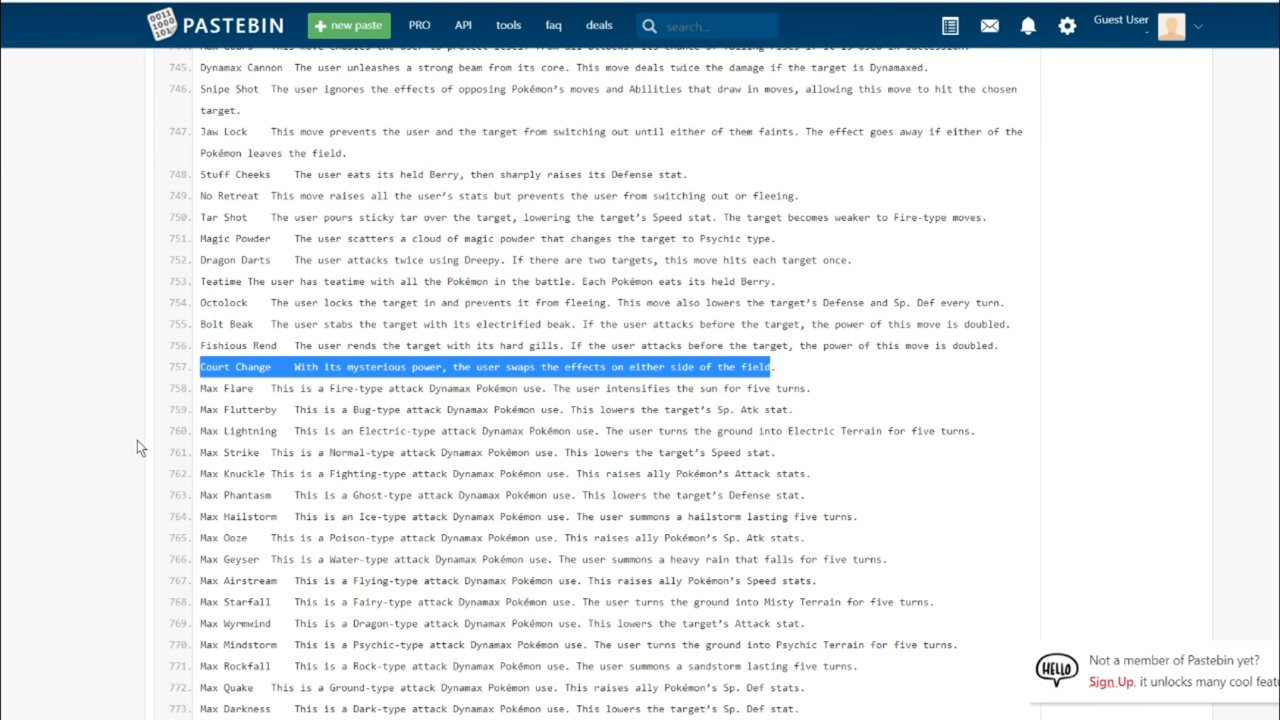 0011
1000
101
PASTEBIN
+ new paste
PRO
API
tools
faq
deals
search...
Guest User
-
745. Dynamax Cannon The user unleashes a strong beam from its core. This move deals twice the damage if the target is Dynamaxed.
746. Snipe Shot The user ignores the effects of opposing Pokémon's moves and Abilities that draw in moves, allowing this move to hit the chosen
target.
747. Jaw Lock This move prevents the user and the target from switching out until either of them faints. The effect goes away if either of the
Pokémon leaves the field.
748. Stuff Cheeks The user eats its held Berry, then sharply raises its Defense stat.
749. No Retreat This move raises all the user's stats but prevents the user from switching out or fleeing.
750. Tar Shot The user pours sticky tar over the target, lowering the target's Speed stat. The target becomes weaker to Fire-type moves.
751. Magic Powder The user scatters a cloud of magic powder that changes the target to Psychic type.
752. Dragon Darts The user attacks twice using Dreepy. If there are two targets, this move hits each target once.
753. Teatime The user has teatime with all the Pokémon in the battle. Each Pokémon eats its held Berry.
754. Octolock The user locks the target in and prevents it from fleeing. This move also lowers the target's Defense and Sp. Def every turn.
755. Bolt Beak The user stabs the target with its electrified beak. If the user attacks before the target, the power of this move is doubled.
756. Fishious Rend The user rends the target with its hard gills. If the user attacks before the target, the power of this move is doubled.
757. Court Change With its mysterious power, the user swaps the effects on either side of the field.
758. Max Flare This is a Fire-type attack Dynamax Pokémon use. The user intensifies the sun for five turns.
759. Max Flutterby This is a Bug-type attack Dynamax Pokémon use. This lowers the target's Sp. Atk stat.
760. Max Lightning This is an Electric-type attack Dynamax Pokémon use. The user turns the ground into Electric Terrain for five turns.
761. Max Strike This is a Normal-type attack Dynamax Pokémon use. This lowers the target's Speed stat.
762. Max Knuckle This is a Fighting-type attack Dynamax Pokémon use. This raises ally Pokémon's Attack stats.
763. Max Phantasm This is a Ghost-type attack Dynamax Pokémon use. This lowers the target's Defense stat.
764. Max Hailstorm This is an Ice-type attack Dynamax Pokémon use. The user summons a hailstorm lasting five turns.
765. Max Ooze This is a Poison-type attack Dynamax Pokémon use. This raises ally Pokémon's Sp. Atk stats.
766. Max Geyser This is a Water-type attack Dynamax Pokémon use. The user summons a heavy rain that falls for five turns.
767. Max Airstream This is a Flying-type attack Dynamax Pokémon use. This raises ally Pokémon's Speed stats.
768. Max Starfall This is a Fairy-type attack Dynamax Pokémon use. The user turns the ground into Misty Terrain for five turns.
769. Max Wyrmwind This is a Dragon-type attack Dynamax Pokémon use. This lowers the target's Attack stat.
770. Max Mindstorm This is a Psychic-type attack Dynamax Pokémon use. The user turns the ground into Psychic Terrain for five turns.
771. Max Rockfall This is a Rock-type attack Dynamax Pokémon use. The user summons a sandstorm lasting five turns.
772. Max Quake This is a Ground-type attack Dynamax Pokémon use. This raises ally Pokémon's Sp. Def stats.
773. Max Darkness This is a Dark-type attack Dynamax Pokémon use. This lowers the target's Sp. Def stat.
HELLO
Not a member of Pastebin yet?
Sign Up, it unlocks many cool